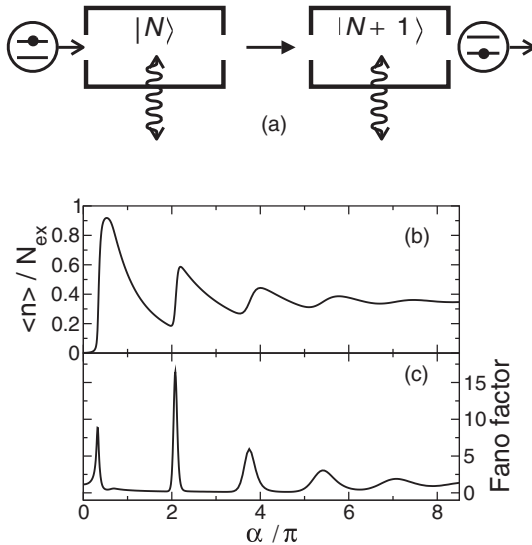 |N⟩
|N + 1⟩
(a)
<n> / N_ex
1
0.8
0.6
0.4
0.2
0
(b)
(c)
15
10
5
0
Fano factor
0
2
4
6
8
α / π